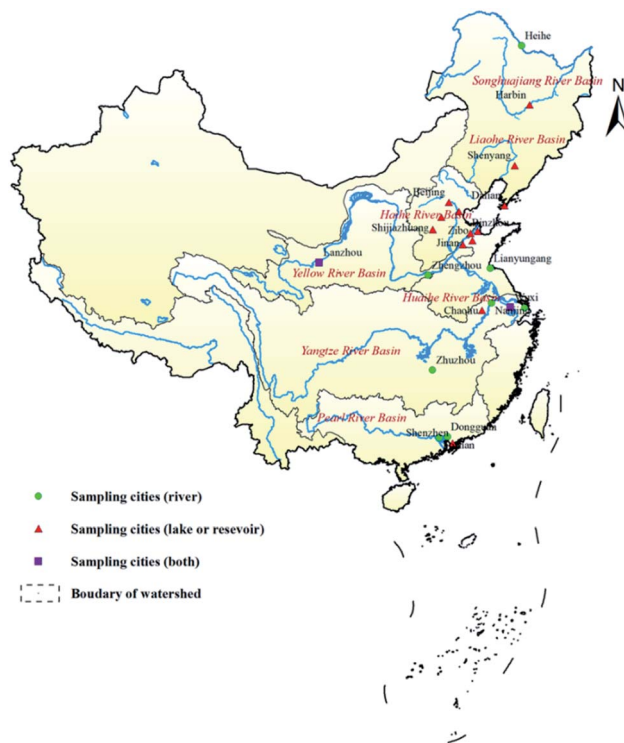 Heihe
Songhuajiang River Basin
Harbin
N
Liaohe River Basin
Shenyang
Beijing
Dalian
Haihe River Basin
Binzhou
Shijiazhuang
Zibo
Jinan
Lanzhou
Lianyungang
Zhengzhou
Yellow River Basin
Huaihe River Basin
Wuxi
Chaohu
Nanjing
Yangtze River Basin
Zhuzhou
Pearl River Basin
Dongguan
Shenzhen
Sampling cities (river)
Sampling cities (lake or resevoir)
Sampling cities (both)
Boudary of watershed